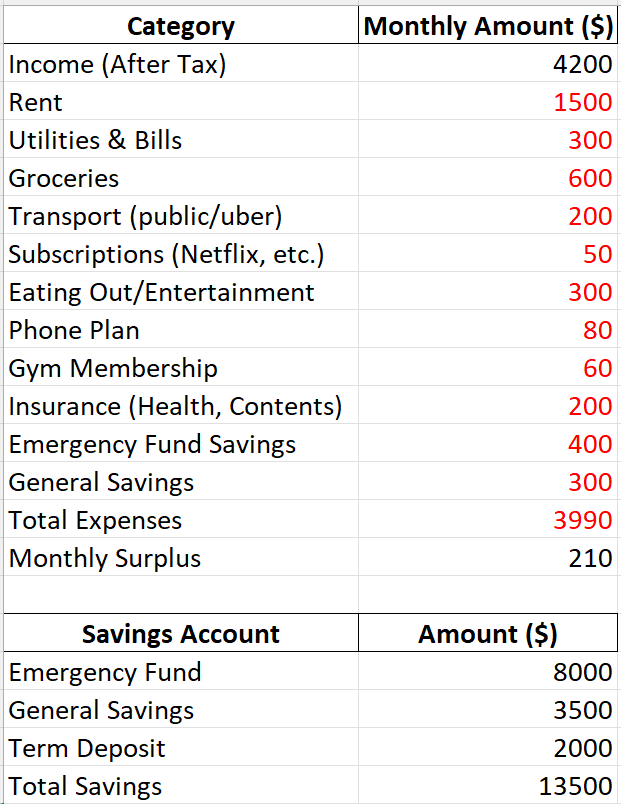 Category Monthly Amount ($)
Income (After Tax) 4200
Rent 1500
Utilities & Bills 300
Groceries 600
Transport (public/uber) 200
Subscriptions (Netflix, etc.) 50
Eating Out/Entertainment 300
Phone Plan 80
Gym Membership 60
Insurance (Health, Contents) 200
Emergency Fund Savings 400
General Savings 300
Total Expenses 3990
Monthly Surplus 210
Savings Account Amount ($)
Emergency Fund 8000
General Savings 3500
Term Deposit 2000
Total Savings 13500